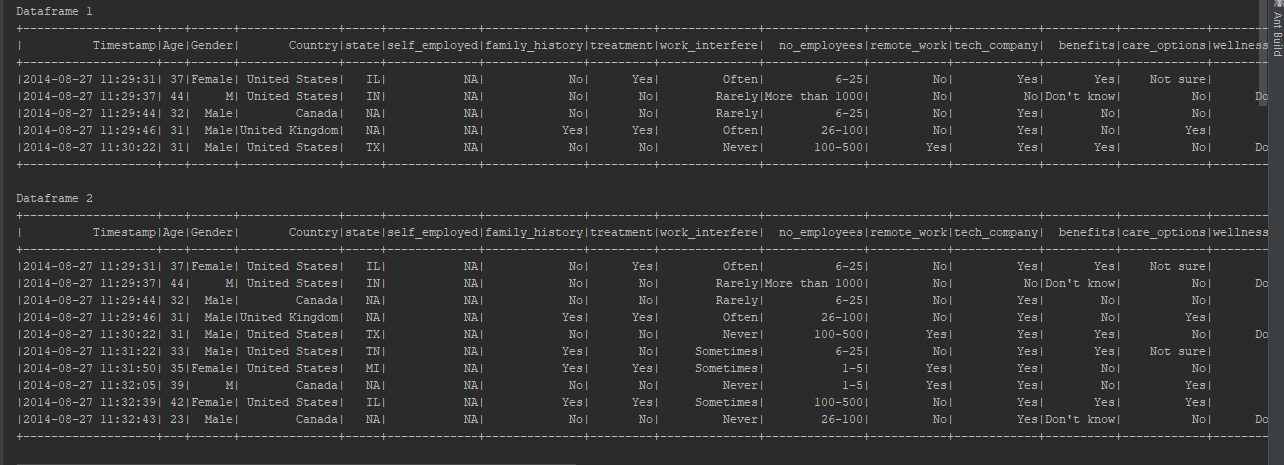 Dataframe 1
+-------------------+---+------+--------------+-----+-------------+--------------+---------+--------------+--------------+-----------+------------+----------+------------+--------
|          Timestamp|Age|Gender|       Country|state|self_employed|family_history|treatment|work_interfere|  no_employees|remote_work|tech_company|  benefits|care_options|wellness
+-------------------+---+------+--------------+-----+-------------+--------------+---------+--------------+--------------+-----------+------------+----------+------------+--------
|2014-08-27 11:29:31| 37|Female| United States|   IL|           NA|            No|      Yes|         Often|          6-25|         No|         Yes|       Yes|    Not sure|
|2014-08-27 11:29:37| 44|     M| United States|   IN|           NA|            No|       No|        Rarely|More than 1000|         No|          No|Don't know|          No|      Do
|2014-08-27 11:29:44| 32|  Male|        Canada|   NA|           NA|            No|       No|        Rarely|          6-25|         No|         Yes|        No|          No|
|2014-08-27 11:29:46| 31|  Male|United Kingdom|   NA|           NA|           Yes|      Yes|         Often|        26-100|         No|         Yes|        No|         Yes|
|2014-08-27 11:30:22| 31|  Male| United States|   TX|           NA|            No|       No|         Never|       100-500|        Yes|         Yes|       Yes|          No|      Do
+-------------------+---+------+--------------+-----+-------------+--------------+---------+--------------+--------------+-----------+------------+----------+------------+--------
Dataframe 2
+-------------------+---+------+--------------+-----+-------------+--------------+---------+--------------+--------------+-----------+------------+----------+------------+--------
|          Timestamp|Age|Gender|       Country|state|self_employed|family_history|treatment|work_interfere|  no_employees|remote_work|tech_company|  benefits|care_options|wellness
+-------------------+---+------+--------------+-----+-------------+--------------+---------+--------------+--------------+-----------+------------+----------+------------+--------
|2014-08-27 11:29:31| 37|Female| United States|   IL|           NA|            No|      Yes|         Often|          6-25|         No|         Yes|       Yes|    Not sure|
|2014-08-27 11:29:37| 44|     M| United States|   IN|           NA|            No|       No|        Rarely|More than 1000|         No|          No|Don't know|          No|      Do
|2014-08-27 11:29:44| 32|  Male|        Canada|   NA|           NA|            No|       No|        Rarely|          6-25|         No|         Yes|        No|          No|
|2014-08-27 11:29:46| 31|  Male|United Kingdom|   NA|           NA|           Yes|      Yes|         Often|        26-100|         No|         Yes|        No|         Yes|
|2014-08-27 11:30:22| 31|  Male| United States|   TX|           NA|            No|       No|         Never|       100-500|        Yes|         Yes|       Yes|          No|      Do
|2014-08-27 11:31:22| 33|  Male| United States|   TN|           NA|           Yes|       No|     Sometimes|          6-25|         No|         Yes|       Yes|    Not sure|
|2014-08-27 11:31:50| 35|Female| United States|   MI|           NA|           Yes|      Yes|     Sometimes|           1-5|        Yes|         Yes|        No|          No|
|2014-08-27 11:32:05| 39|     M|        Canada|   NA|           NA|            No|       No|         Never|           1-5|        Yes|         Yes|        No|         Yes|
|2014-08-27 11:32:39| 42|Female| United States|   IL|           NA|           Yes|      Yes|     Sometimes|       100-500|         No|         Yes|       Yes|         Yes|
|2014-08-27 11:32:43| 23|  Male|        Canada|   NA|           NA|            No|       No|         Never|        26-100|         No|         Yes|Don't know|          No|      Do
+-------------------+---+------+--------------+-----+-------------+--------------+---------+--------------+--------------+-----------+------------+----------+------------+--------
Ant Build